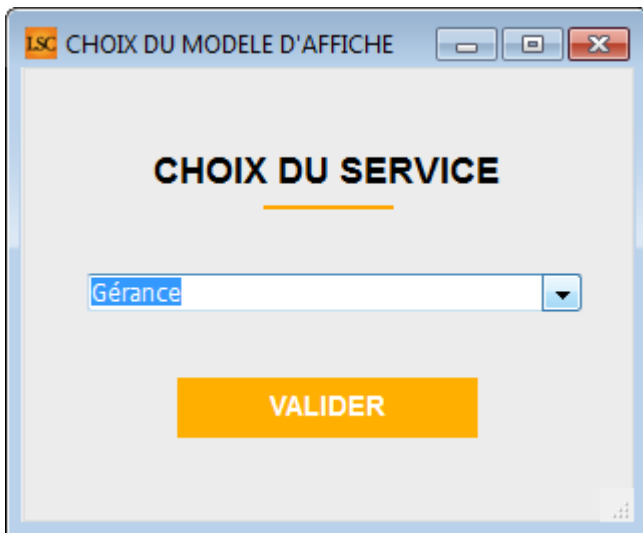 LSC CHOIX DU MODELE D'AFFICHE
CHOIX DU SERVICE
Gérance
VALIDER